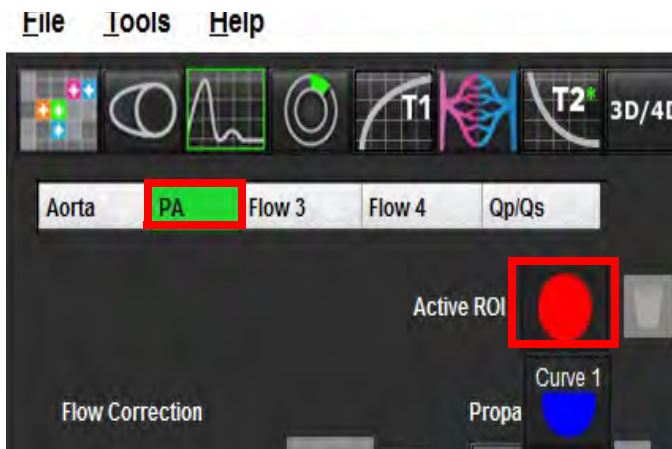 File Tools Help
T1 T2* 3D/4D
Aorta PA Flow 3 Flow 4 Qp/Qs
Active ROI
Curve 1
Flow Correction Propa